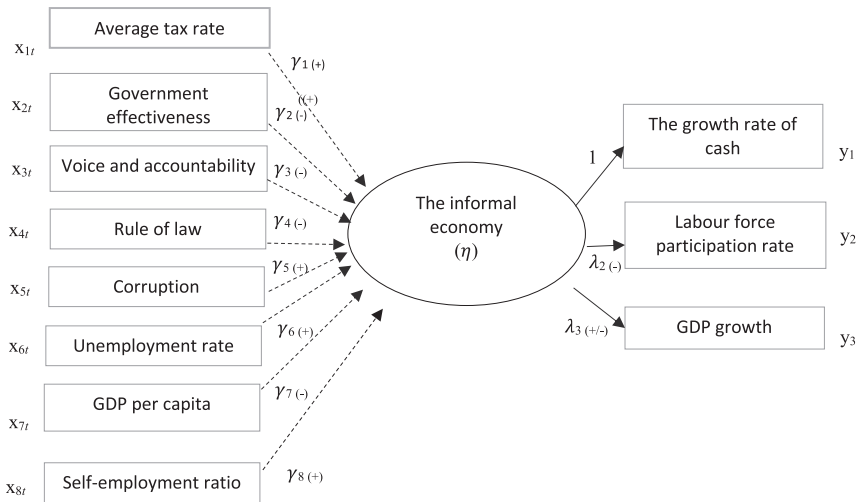 Average tax rate
x1t
γ1 (+)
Government
effectiveness
x2t
γ2 (-)
((+)
Voice and accountability
x3t
γ3 (-)
Rule of law
x4t
γ4 (-)
Corruption
x5t
γ5 (+)
Unemployment rate
x6t
γ6 (+)
GDP per capita
x7t
γ7 (-)
Self-employment ratio
x8t
γ8 (+)
The informal
economy
(η)
1
The growth rate of
cash
y1
Labour force
participation rate
y2
λ2 (-)
GDP growth
y3
λ3 (+/-)